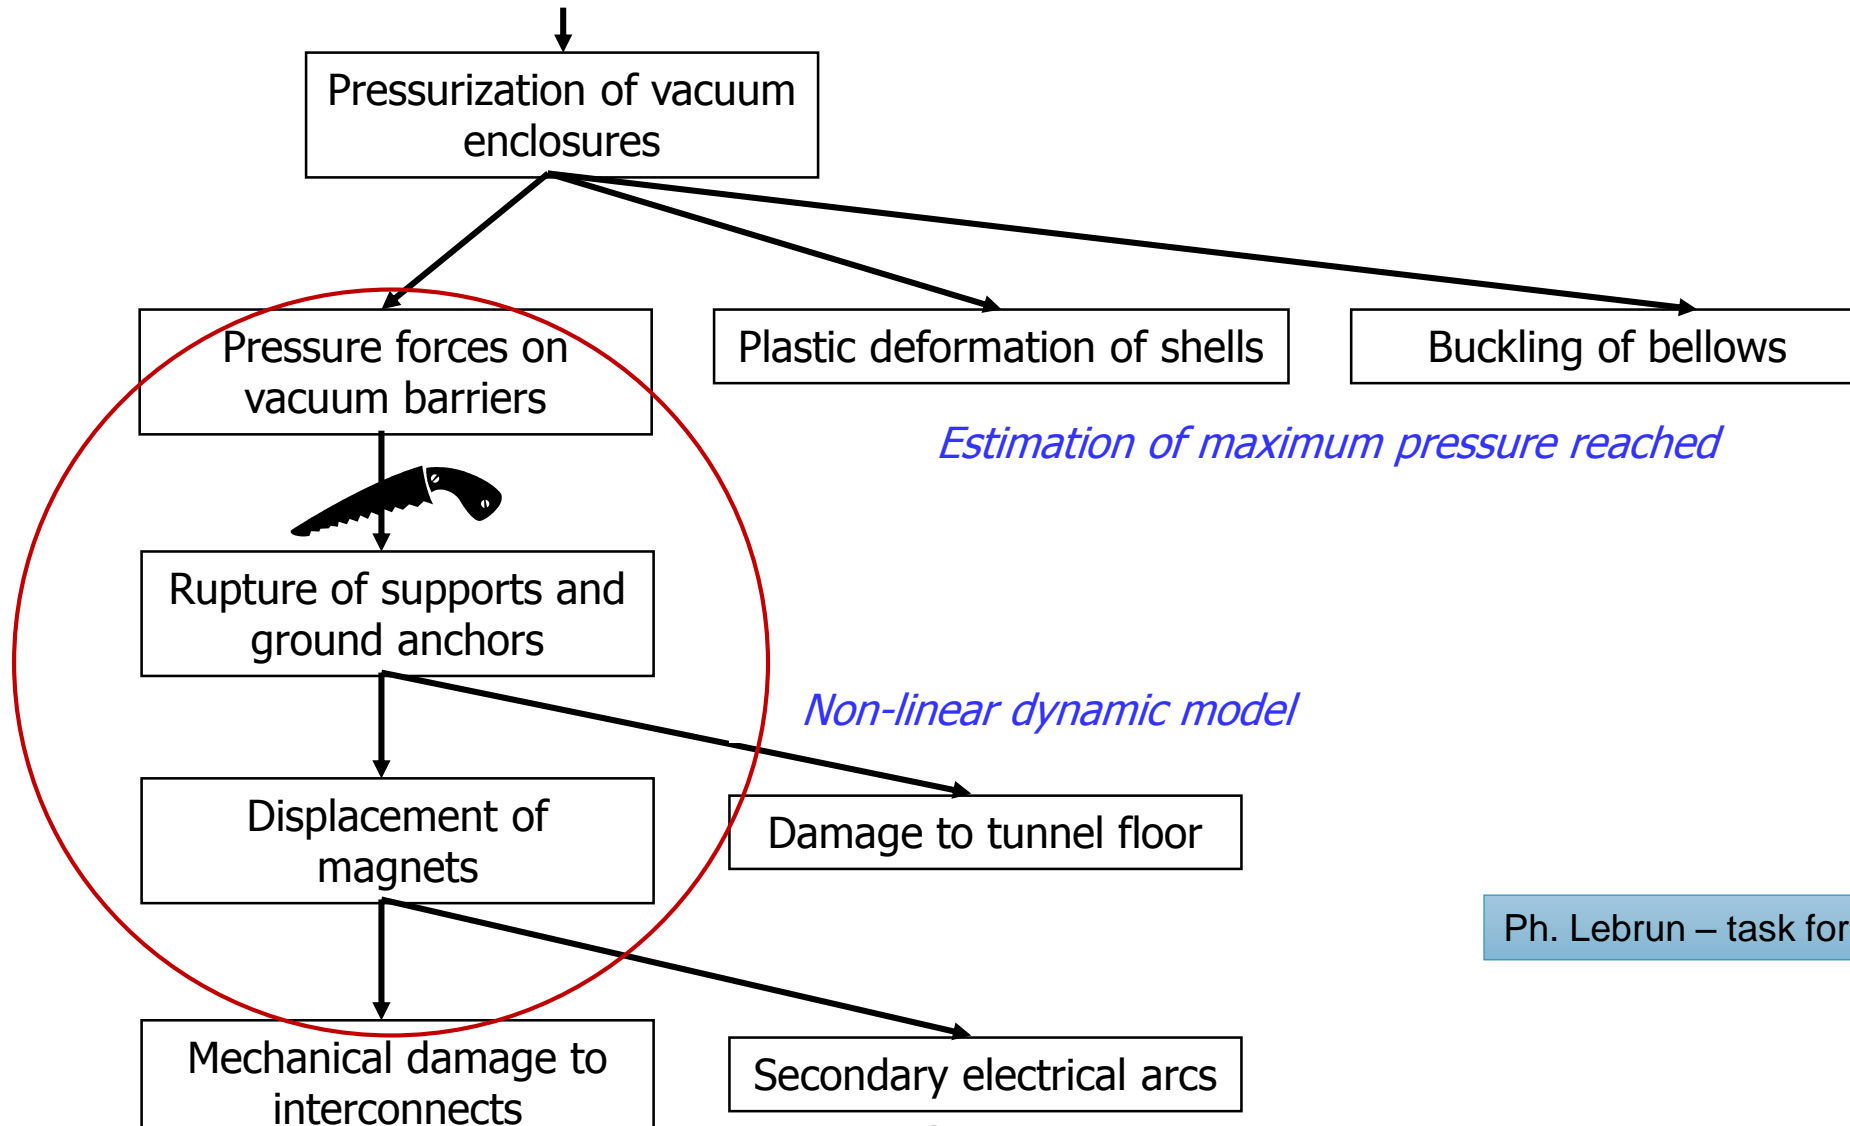 Pressurization of vacuum
enclosures
Pressure forces on
vacuum barriers
Plastic deformation of shells
Buckling of bellows
Estimation of maximum pressure reached
Rupture of supports and
ground anchors
Non-linear dynamic model
Displacement of
magnets
Damage to tunnel floor
Ph. Lebrun – task for
Mechanical damage to
interconnects
Secondary electrical arcs